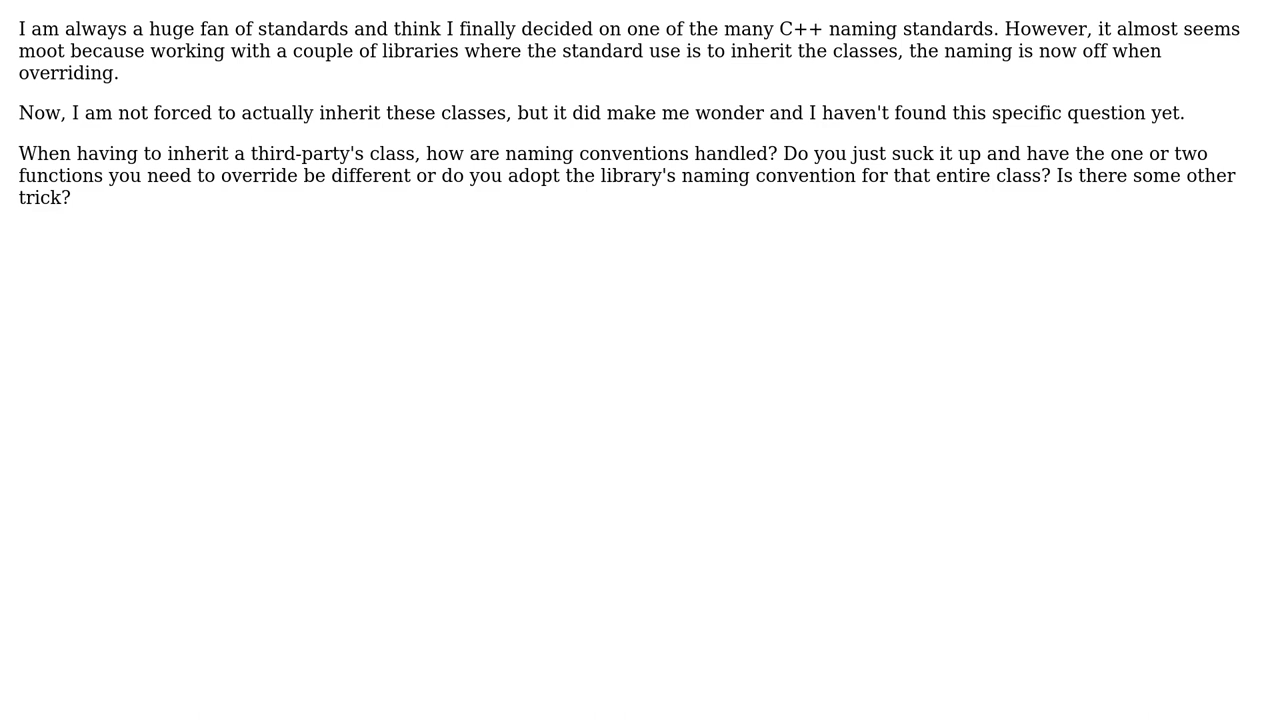 I am always a huge fan of standards and think I finally decided on one of the many C++ naming standards. However, it almost seems
moot because working with a couple of libraries where the standard use is to inherit the classes, the naming is now off when
overriding.
Now, I am not forced to actually inherit these classes, but it did make me wonder and I haven't found this specific question yet.
When having to inherit a third-party's class, how are naming conventions handled? Do you just suck it up and have the one or two
functions you need to override be different or do you adopt the library's naming convention for that entire class? Is there some other
trick?